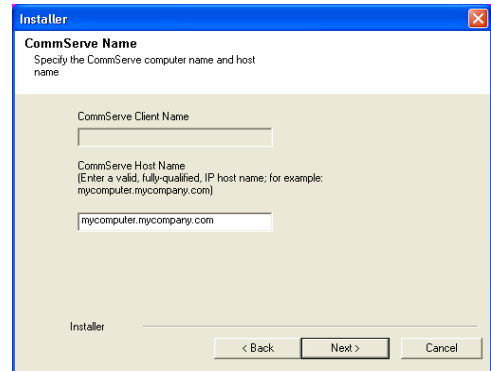 Installer
CommServe Name
Specify the CommServe computer name and host
name
CommServe Client Name
CommServe Host Name
(Enter a valid, fully-qualified, IP host name; for example:
mycomputer.mycompany.com)
mycomputer.mycompany.com
Installer
< Back
Next >
Cancel